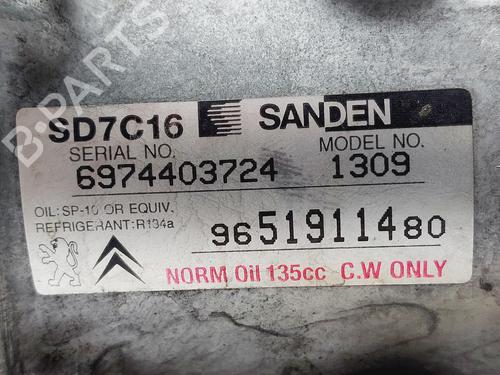 B-PARTS
SD7C16 SANDEN
SERIAL NO. MODEL NO.
6974403724 1309
OIL: SP-10 OR EQUIV.
REFRIGERANT: R134a
9651911480
NORM Oil 135cc C.W ONLY